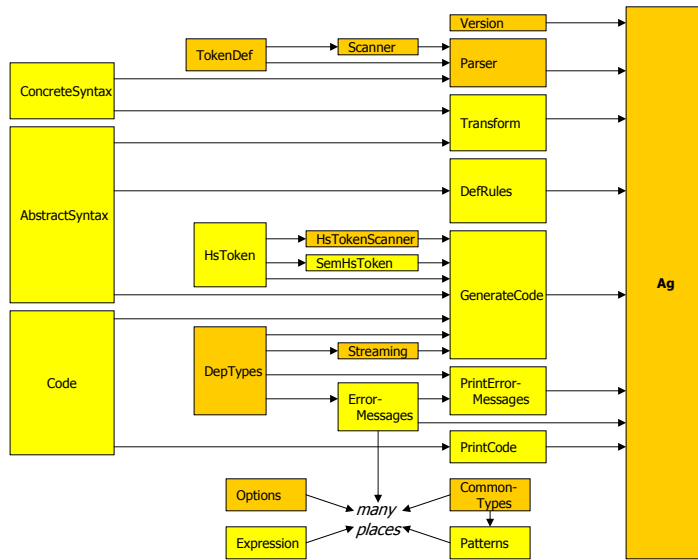 Version
TokenDef
Scanner
Parser
ConcreteSyntax
Transform
AbstractSyntax
DefRules
HsToken
HsTokenScanner
SemHsToken
GenerateCode
Ag
Code
DepTypes
Streaming
Error-
Messages
PrintError-
Messages
PrintCode
Options
many
places
Common-
Types
Expression
Patterns